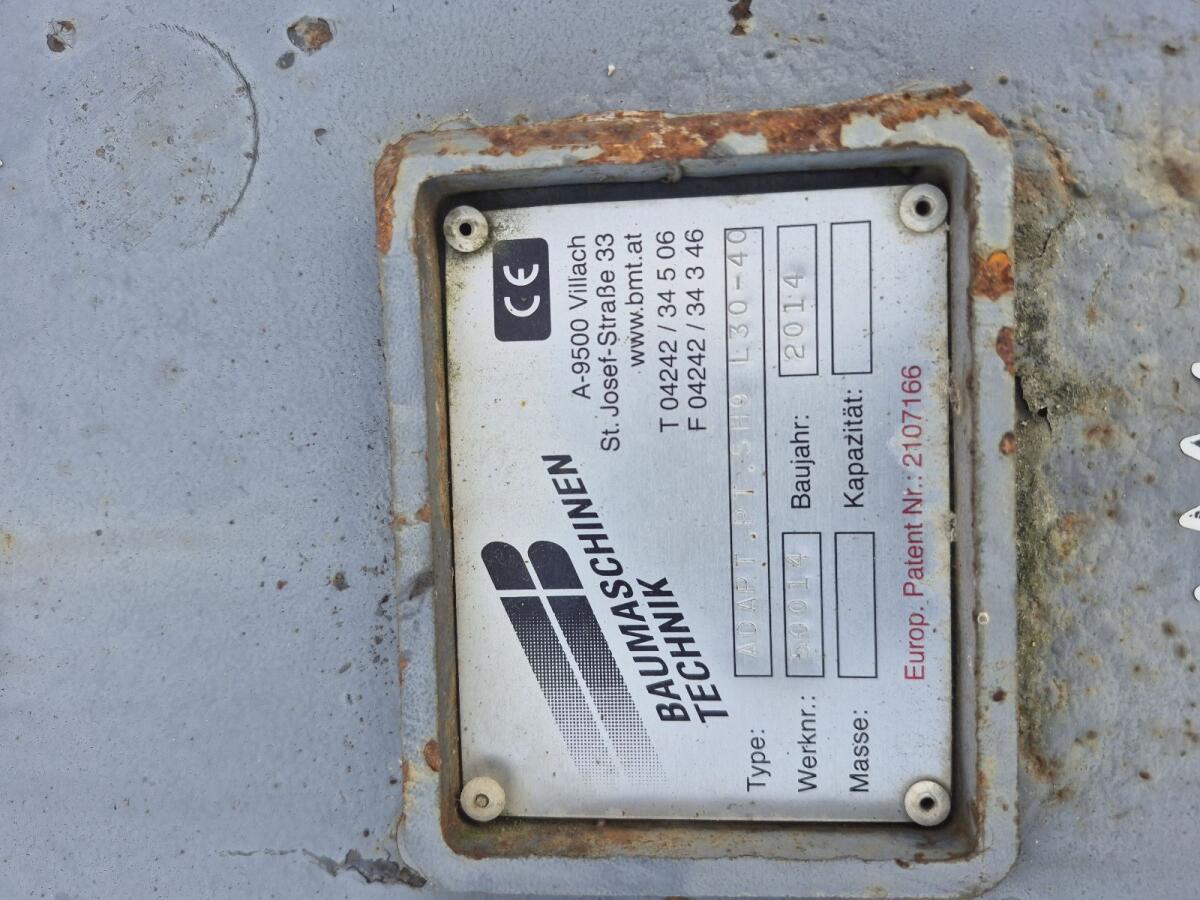 CE
A-9500 Villach
St. Josef-Straße 33
www.bmt.at
T 04242 / 34 5 06
F 04242 / 34 3 46
BAUMASCHINEN
TECHNIK
Type: ADAPT.PT.SH9 L30-40
Werknr.: 50014 Baujahr: 2014
Masse: Kapazität:
Europ. Patent Nr.: 2107166